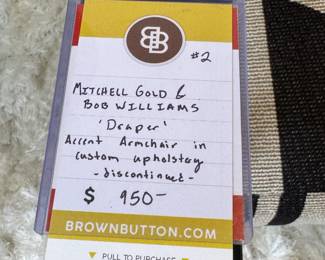 BB
#2
MITCHELL GOLD &
BOB WILLIAMS
'Draper'
Accent Armchair in
custom upholstery
-discontinued-
$ 950-
BROWNBUTTON.COM
▼ PULL TO PURCHASE ▼